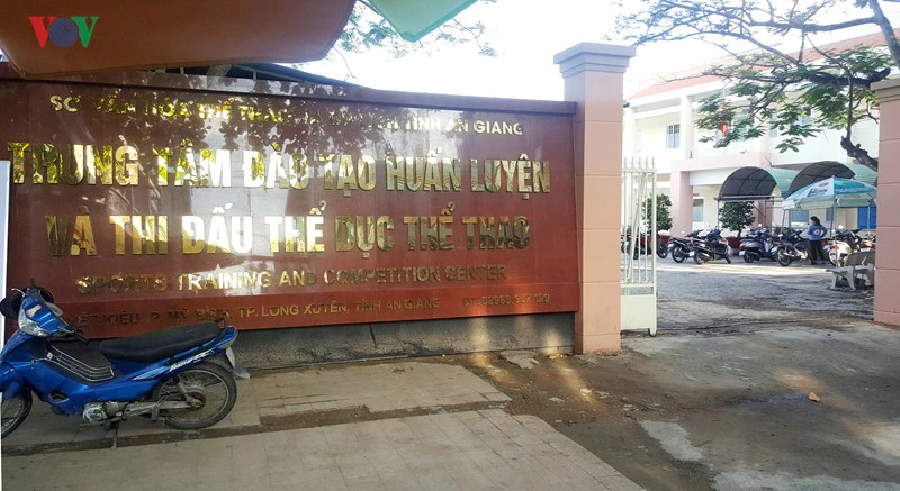 VOV
SỞ VĂN HÓA THỂ THAO VÀ DU LỊCH TỈNH AN GIANG
TRUNG TÂM ĐÀO TẠO HUẤN LUYỆN
VÀ THI ĐẤU THỂ DỤC THỂ THAO
SPORTS TRAINING AND COMPETITION CENTER
KIỆU, P. MỸ BÌNH, TP. LONG XUYÊN, TỈNH AN GIANG